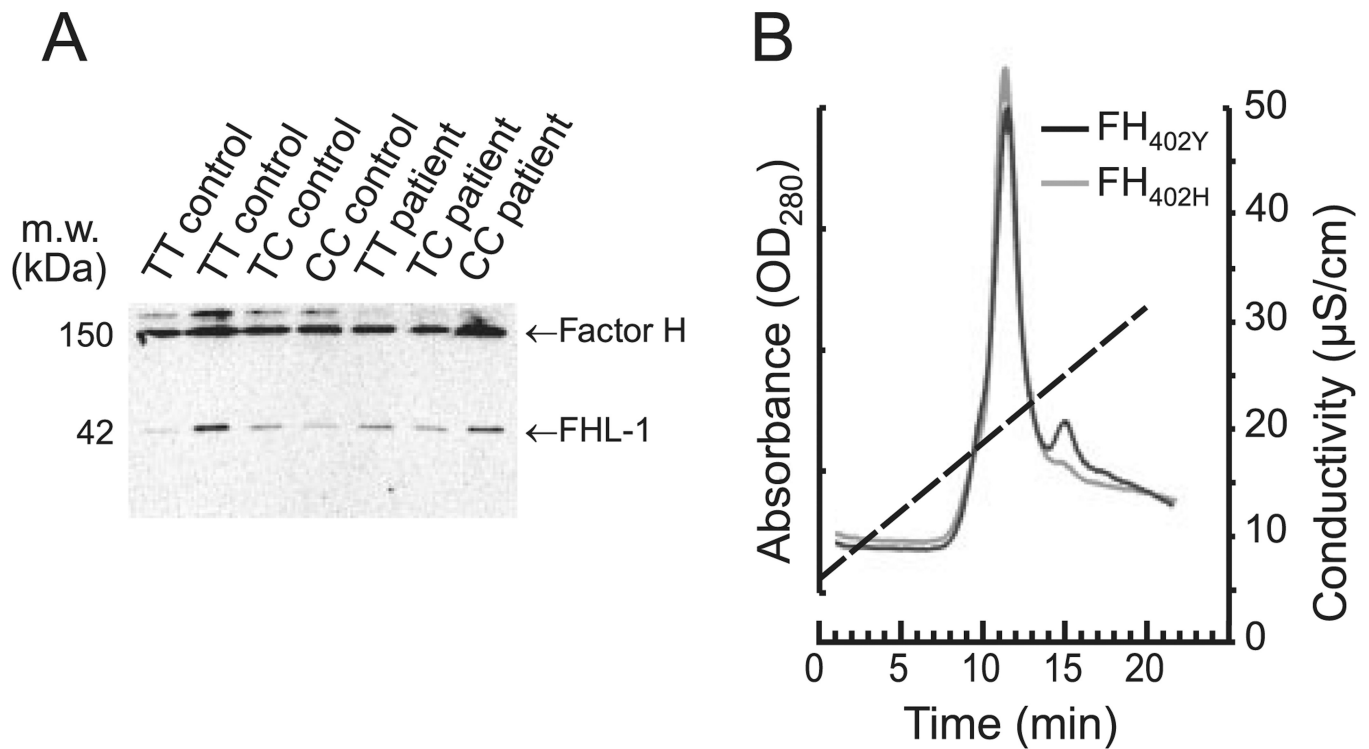 A
m.w.
(kDa)
TT control
TT control
TC control
CC control
TT patient
TC patient
CC patient
150
42
←Factor H
←FHL-1
B
FH402Y
FH402H
Absorbance (OD280)
50
40
30
20
10
0
Conductivity (µS/cm)
0 5 10 15 20
Time (min)